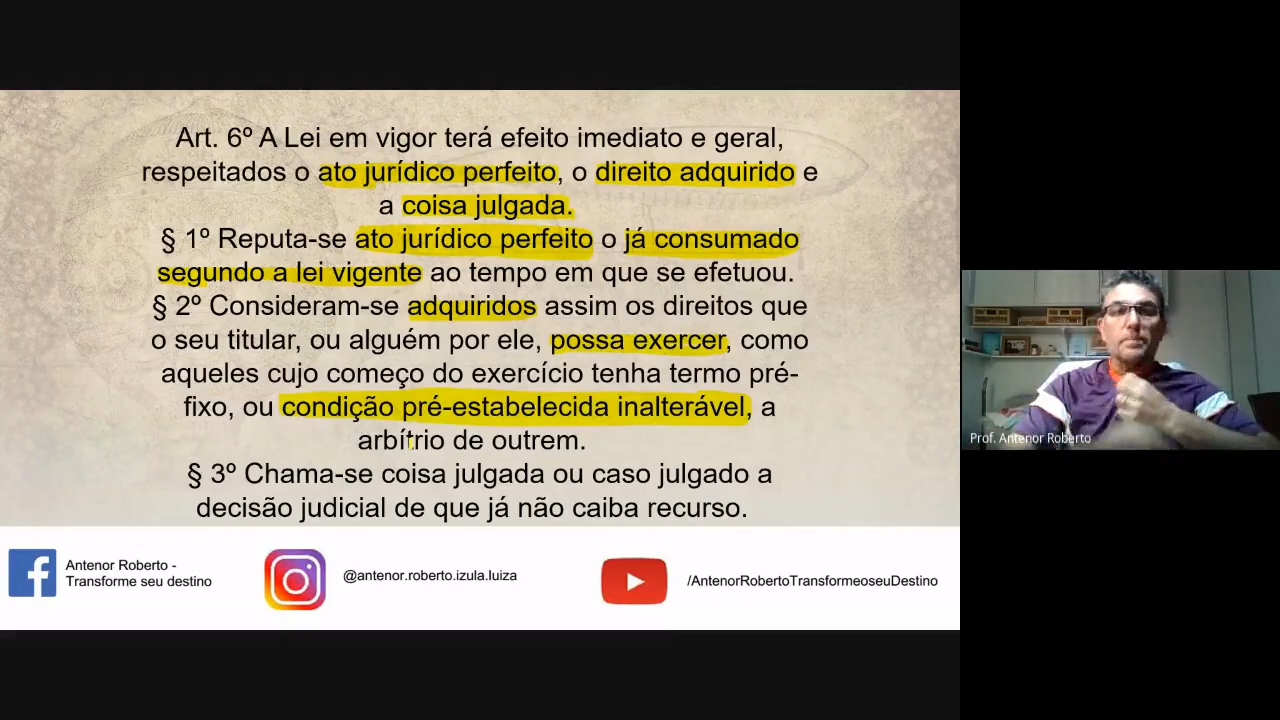 Art. 6º A Lei em vigor terá efeito imediato e geral,
respeitados o ato jurídico perfeito, o direito adquirido e
a coisa julgada.
§ 1º Reputa-se ato jurídico perfeito o já consumado
segundo a lei vigente ao tempo em que se efetuou.
§ 2º Consideram-se adquiridos assim os direitos que
o seu titular, ou alguém por ele, possa exercer, como
aqueles cujo começo do exercício tenha termo pré-
fixo, ou condição pré-estabelecida inalterável, a
arbítrio de outrem.
§ 3º Chama-se coisa julgada ou caso julgado a
decisão judicial de que já não caiba recurso.
Antenor Roberto -
Transforme seu destino
@antenor.roberto.izula.luiza
/AntenorRobertoTransformeoseuDestino
Prof. Antenor Roberto